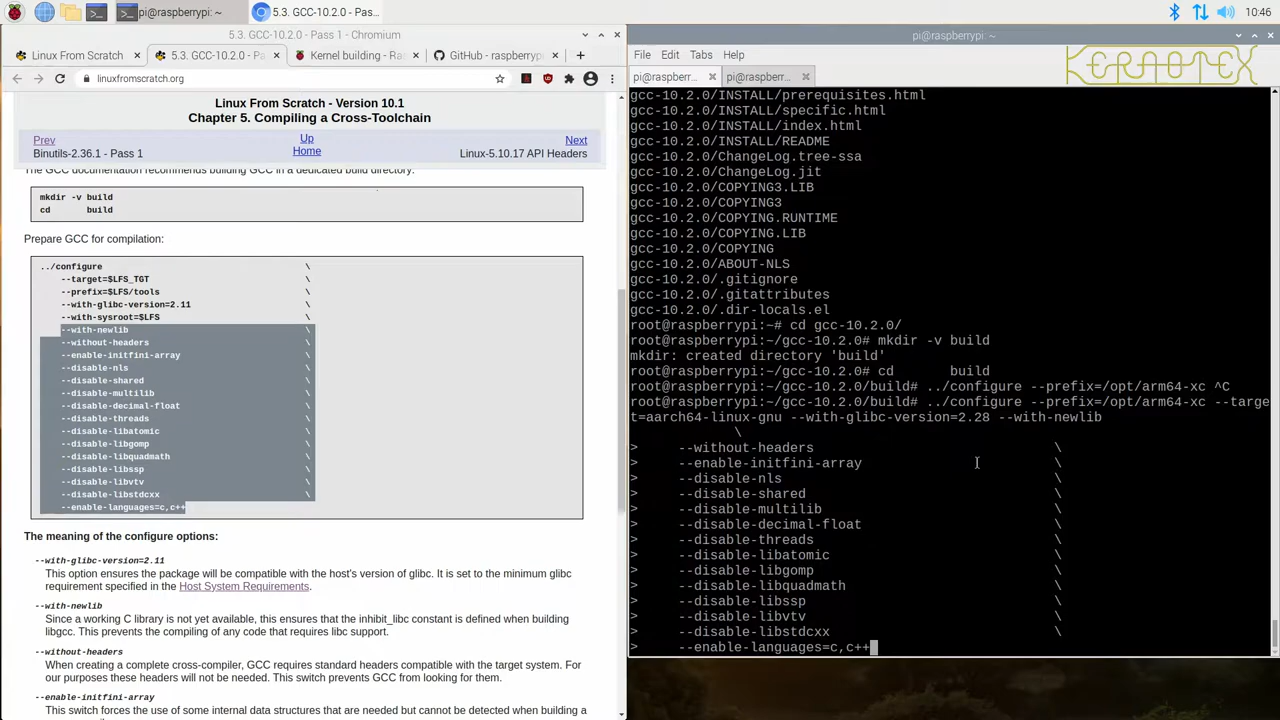 pi@raspberrypi: ~
5.3. GCC-10.2.0 - Pas...
10:46
5.3. GCC-10.2.0 - Pass 1 - Chromium
Linux From Scratch
5.3. GCC-10.2.0 - Pas
Kernel building - Ras
GitHub - raspberrypi
linuxfromscratch.org
Linux From Scratch - Version 10.1
Chapter 5. Compiling a Cross-Toolchain
Prev
Up
Next
Binutils-2.36.1 - Pass 1
Home
Linux-5.10.17 API Headers
The GCC documentation recommends building GCC in a dedicated build directory:
mkdir -v build
cd       build
Prepare GCC for compilation:
../configure \
--target=$LFS_TGT \
--prefix=$LFS/tools \
--with-glibc-version=2.11 \
--with-sysroot=$LFS \
--with-newlib \
--without-headers \
--enable-initfini-array \
--disable-nls \
--disable-shared \
--disable-multilib \
--disable-decimal-float \
--disable-threads \
--disable-libatomic \
--disable-libgomp \
--disable-libquadmath \
--disable-libssp \
--disable-libvtv \
--disable-libstdcxx \
--enable-languages=c,c++
The meaning of the configure options:
--with-glibc-version=2.11
This option ensures the package will be compatible with the host's version of glibc. It is set to the minimum glibc
requirement specified in the Host System Requirements.
--with-newlib
Since a working C library is not yet available, this ensures that the inhibit_libc constant is defined when building
libgcc. This prevents the compiling of any code that requires libc support.
--without-headers
When creating a complete cross-compiler, GCC requires standard headers compatible with the target system. For
our purposes these headers will not be needed. This switch prevents GCC from looking for them.
--enable-initfini-array
This switch forces the use of some internal data structures that are needed but cannot be detected when building a
pi@raspberrypi: ~
File Edit Tabs Help
KERAOTEX
pi@raspberr...
pi@raspberr...
gcc-10.2.0/INSTALL/prerequisites.html
gcc-10.2.0/INSTALL/specific.html
gcc-10.2.0/INSTALL/index.html
gcc-10.2.0/INSTALL/README
gcc-10.2.0/ChangeLog.tree-ssa
gcc-10.2.0/ChangeLog.jit
gcc-10.2.0/COPYING3.LIB
gcc-10.2.0/COPYING3
gcc-10.2.0/COPYING.RUNTIME
gcc-10.2.0/COPYING.LIB
gcc-10.2.0/COPYING
gcc-10.2.0/ABOUT-NLS
gcc-10.2.0/.gitignore
gcc-10.2.0/.gitattributes
gcc-10.2.0/.dir-locals.el
root@raspberrypi:~# cd gcc-10.2.0/
root@raspberrypi:~/gcc-10.2.0# mkdir -v build
mkdir: created directory 'build'
root@raspberrypi:~/gcc-10.2.0# cd       build
root@raspberrypi:~/gcc-10.2.0/build# ../configure --prefix=/opt/arm64-xc ^C
root@raspberrypi:~/gcc-10.2.0/build# ../configure --prefix=/opt/arm64-xc --targe
t=aarch64-linux-gnu --with-glibc-version=2.28 --with-newlib
\
> --without-headers \
> --enable-initfini-array \
> --disable-nls \
> --disable-shared \
> --disable-multilib \
> --disable-decimal-float \
> --disable-threads \
> --disable-libatomic \
> --disable-libgomp \
> --disable-libquadmath \
> --disable-libssp \
> --disable-libvtv \
> --disable-libstdcxx \
> --enable-languages=c,c++